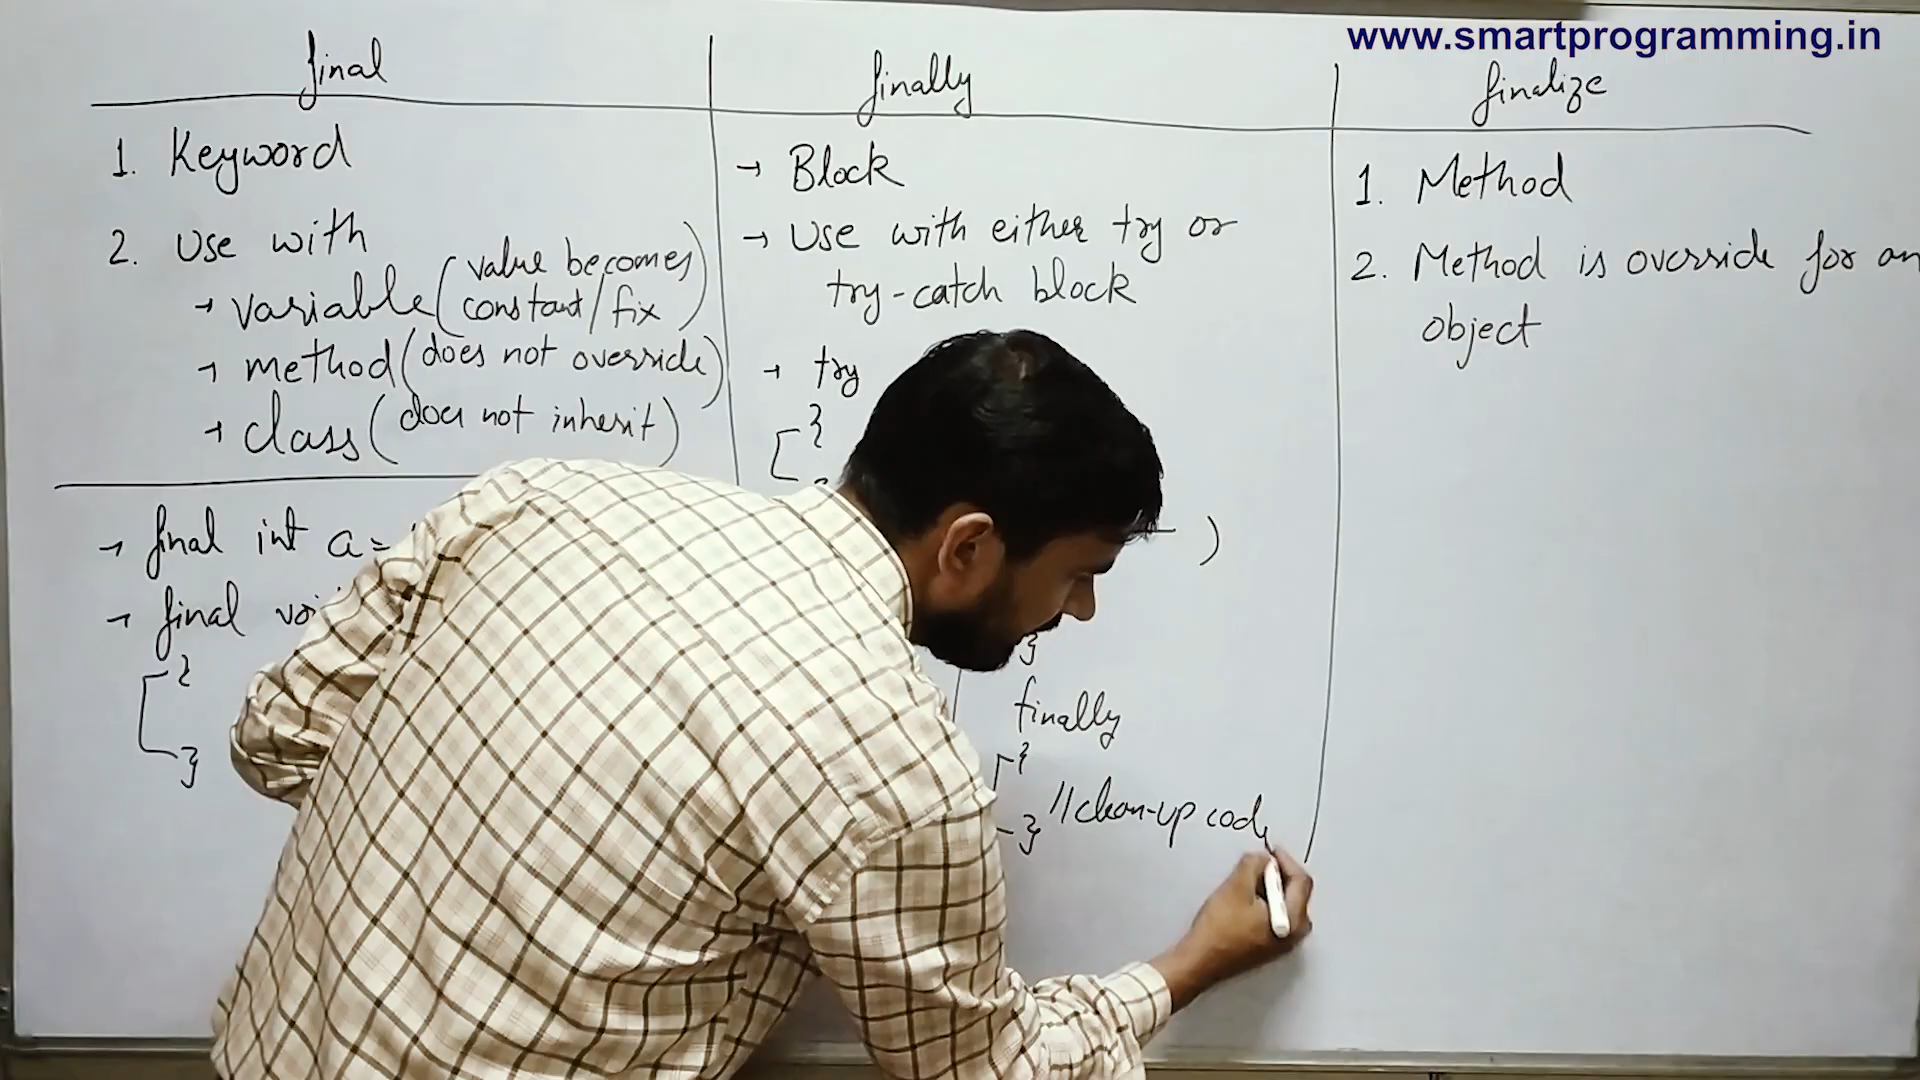 www.smartprogramming.in
final
1. Keyword
2. Use with
→ variable (value becomes
constant/fix)
→ method (does not override)
→ class (does not inherit)
→ final int a =
→ final voi
{
}
finally
→ Block
→ Use with either try or
try-catch block
→ try
{
)
}
finally
{
} //clean-up code
finalize
1. Method
2. Method is override for an
object